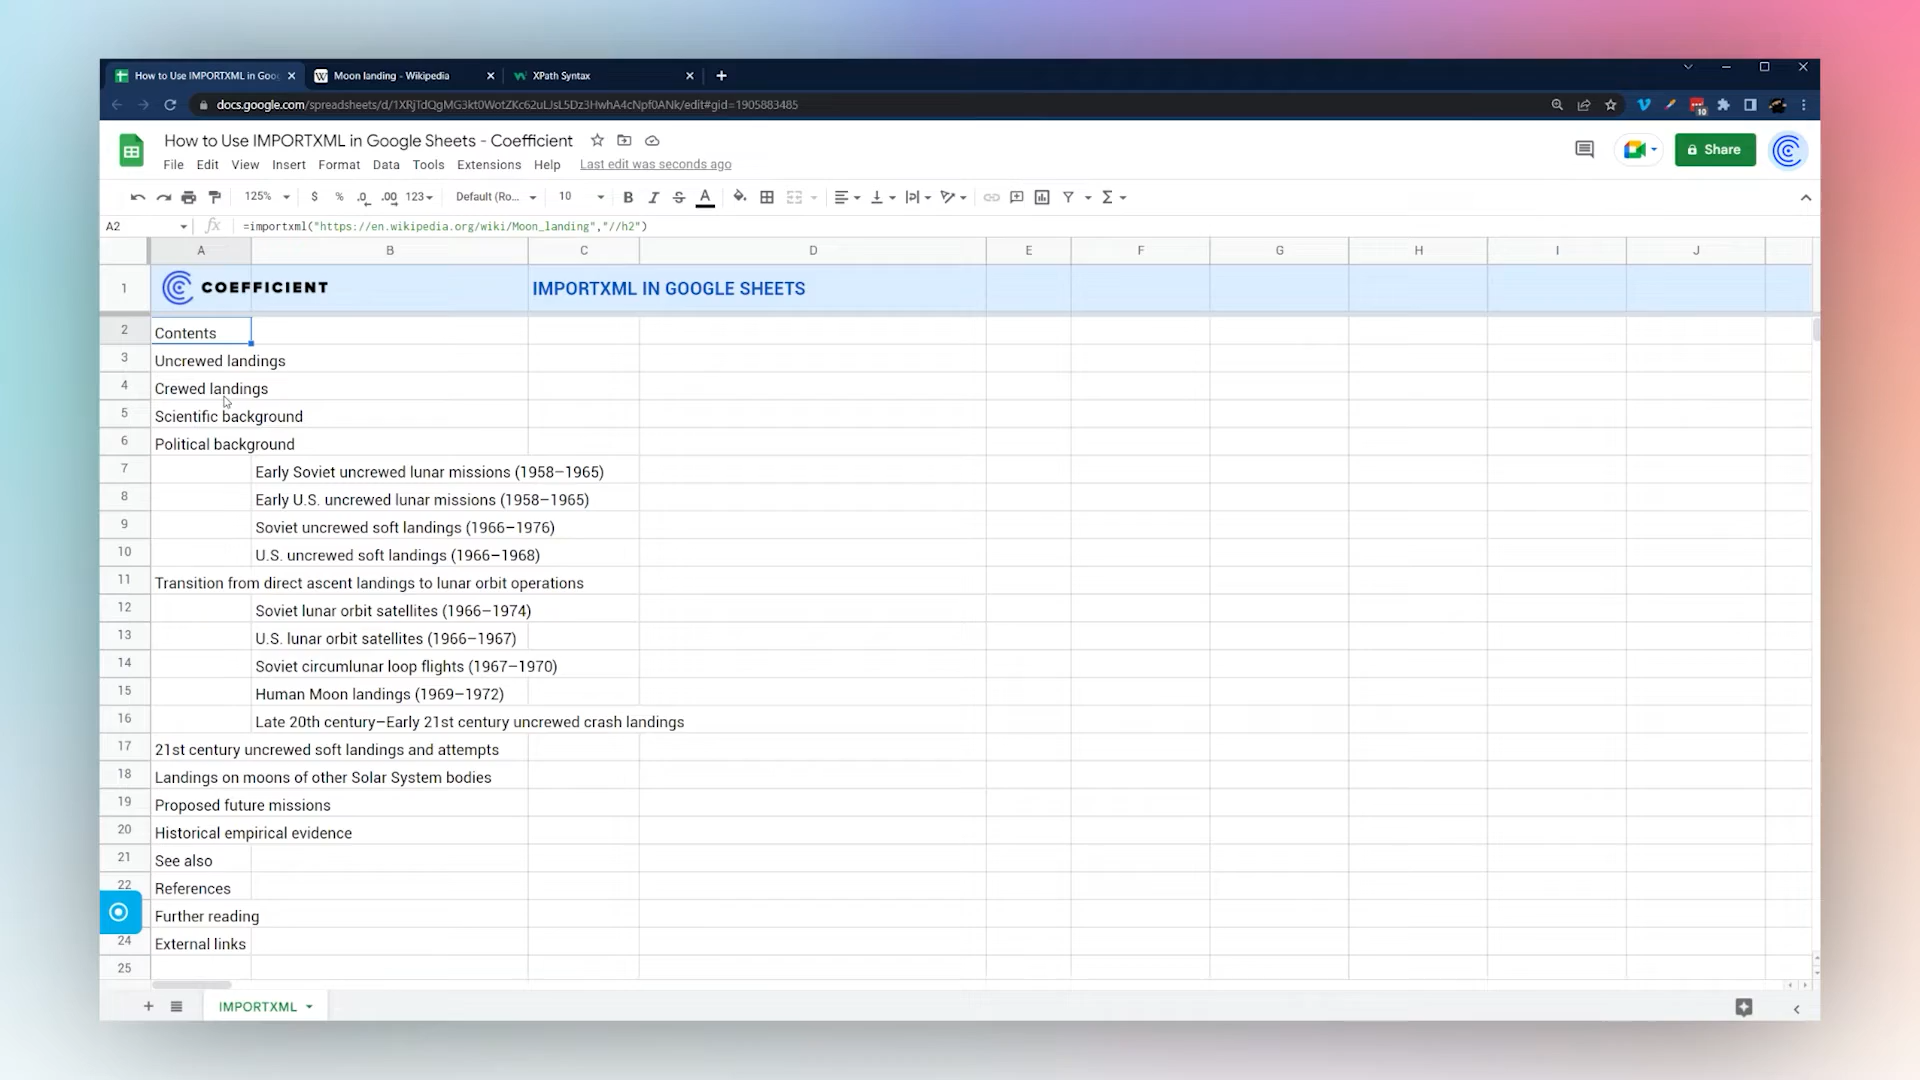 How to Use IMPORTXML in Goo
Moon landing - Wikipedia
XPath Syntax
docs.google.com/spreadsheets/d/1XRjTdQgMG3kt0WotZKc62uLJsL5Dz3HwhA4cNpf0ANk/edit#gid=1905883485
10
How to Use IMPORTXML in Google Sheets - Coefficient
File Edit View Insert Format Data Tools Extensions Help Last edit was seconds ago
Share
125% $ % .0 .00 123 Default (Ro... 10 B I S A
A2 fx =importxml("https://en.wikipedia.org/wiki/Moon_landing","//h2")
A B C D E F G H I J
1 COEFFICIENT IMPORTXML IN GOOGLE SHEETS
2 Contents
3 Uncrewed landings
4 Crewed landings
5 Scientific background
6 Political background
7 Early Soviet uncrewed lunar missions (1958–1965)
8 Early U.S. uncrewed lunar missions (1958–1965)
9 Soviet uncrewed soft landings (1966–1976)
10 U.S. uncrewed soft landings (1966–1968)
11 Transition from direct ascent landings to lunar orbit operations
12 Soviet lunar orbit satellites (1966–1974)
13 U.S. lunar orbit satellites (1966–1967)
14 Soviet circumlunar loop flights (1967–1970)
15 Human Moon landings (1969–1972)
16 Late 20th century–Early 21st century uncrewed crash landings
17 21st century uncrewed soft landings and attempts
18 Landings on moons of other Solar System bodies
19 Proposed future missions
20 Historical empirical evidence
21 See also
22 References
Further reading
24 External links
25
IMPORTXML